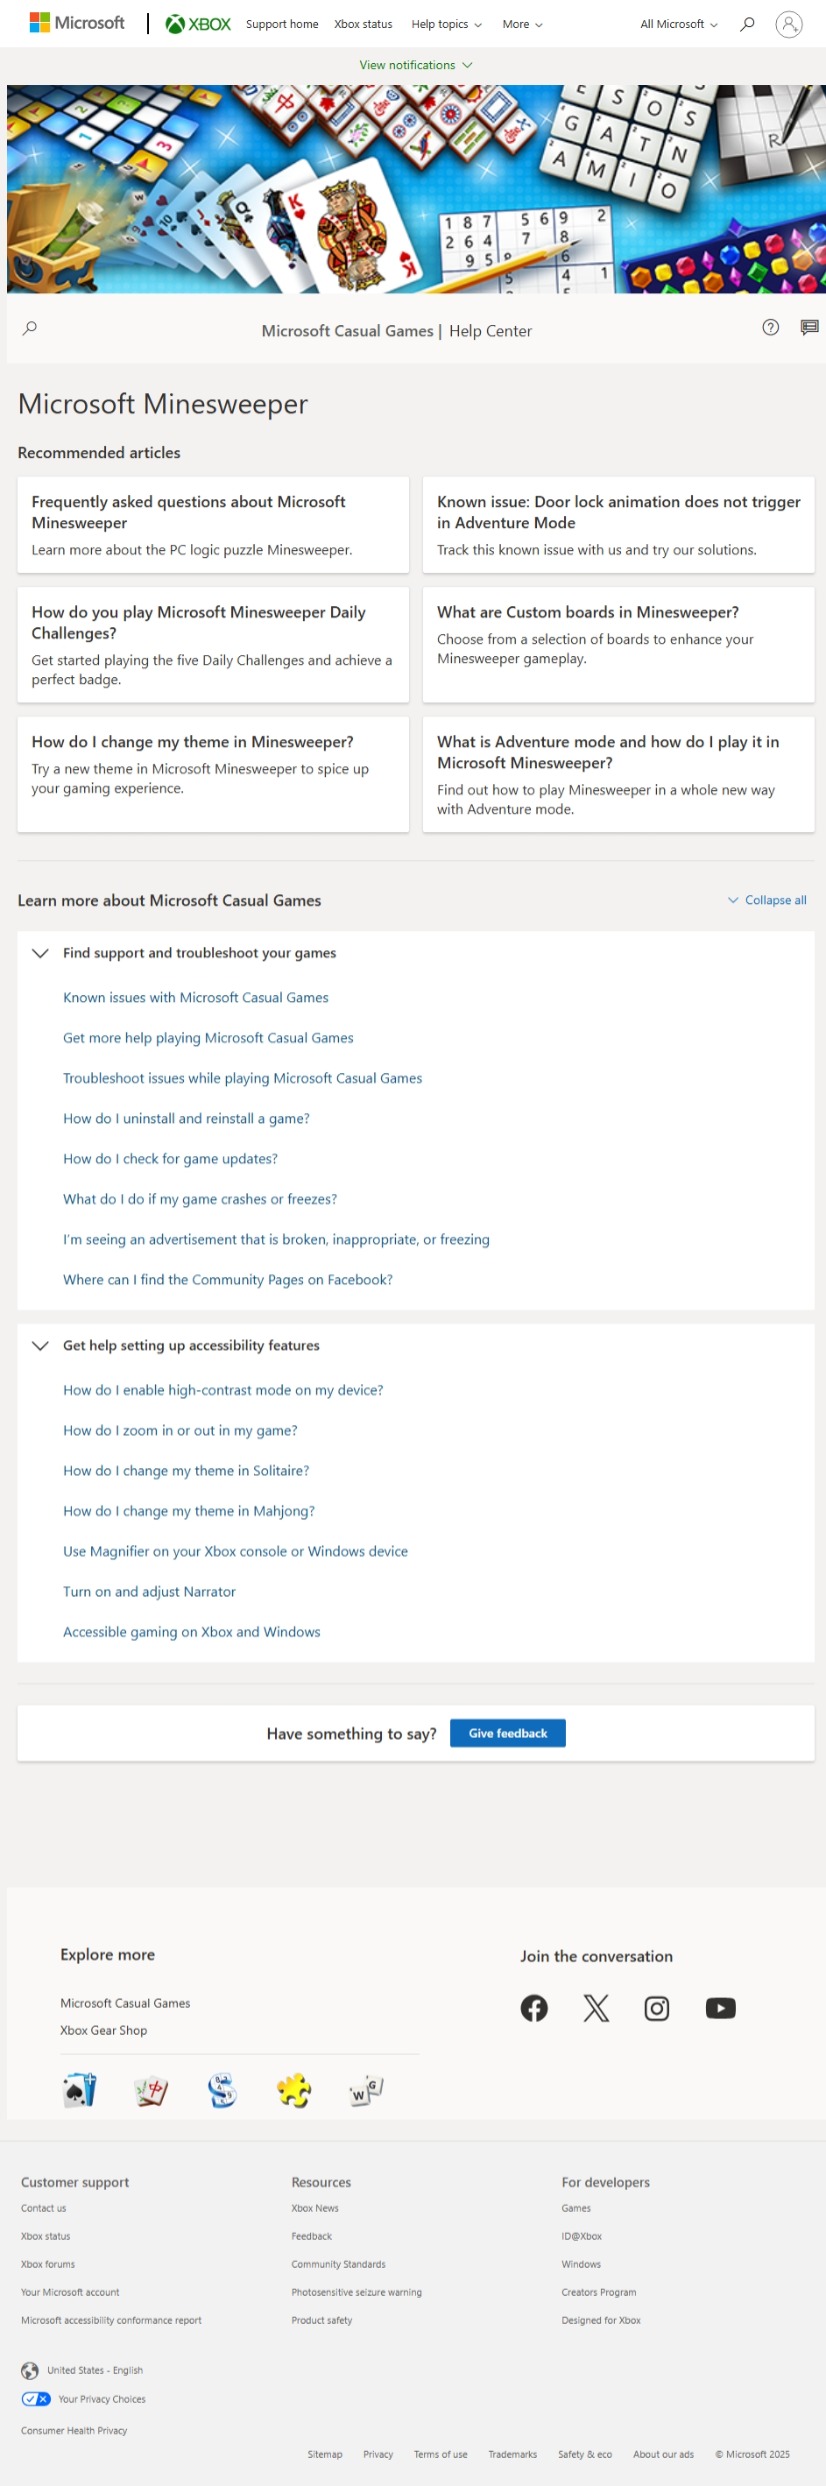 Microsoft
XBOX
Support home
Xbox status
Help topics
More
All Microsoft
View notifications
Microsoft Casual Games | Help Center
Microsoft Minesweeper
Recommended articles
Frequently asked questions about Microsoft
Minesweeper
Learn more about the PC logic puzzle Minesweeper.
Known issue: Door lock animation does not trigger
in Adventure Mode
Track this known issue with us and try our solutions.
How do you play Microsoft Minesweeper Daily
Challenges?
Get started playing the five Daily Challenges and achieve a
perfect badge.
What are Custom boards in Minesweeper?
Choose from a selection of boards to enhance your
Minesweeper gameplay.
How do I change my theme in Minesweeper?
Try a new theme in Microsoft Minesweeper to spice up
your gaming experience.
What is Adventure mode and how do I play it in
Microsoft Minesweeper?
Find out how to play Minesweeper in a whole new way
with Adventure mode.
Learn more about Microsoft Casual Games
Collapse all
Find support and troubleshoot your games
Known issues with Microsoft Casual Games
Get more help playing Microsoft Casual Games
Troubleshoot issues while playing Microsoft Casual Games
How do I uninstall and reinstall a game?
How do I check for game updates?
What do I do if my game crashes or freezes?
I'm seeing an advertisement that is broken, inappropriate, or freezing
Where can I find the Community Pages on Facebook?
Get help setting up accessibility features
How do I enable high-contrast mode on my device?
How do I zoom in or out in my game?
How do I change my theme in Solitaire?
How do I change my theme in Mahjong?
Use Magnifier on your Xbox console or Windows device
Turn on and adjust Narrator
Accessible gaming on Xbox and Windows
Have something to say?
Give feedback
Explore more
Microsoft Casual Games
Xbox Gear Shop
Join the conversation
Customer support
Contact us
Xbox status
Xbox forums
Your Microsoft account
Microsoft accessibility conformance report
Resources
Xbox News
Feedback
Community Standards
Photosensitive seizure warning
Product safety
For developers
Games
ID@Xbox
Windows
Creators Program
Designed for Xbox
United States - English
Your Privacy Choices
Consumer Health Privacy
Sitemap
Privacy
Terms of use
Trademarks
Safety & eco
About our ads
© Microsoft 2025